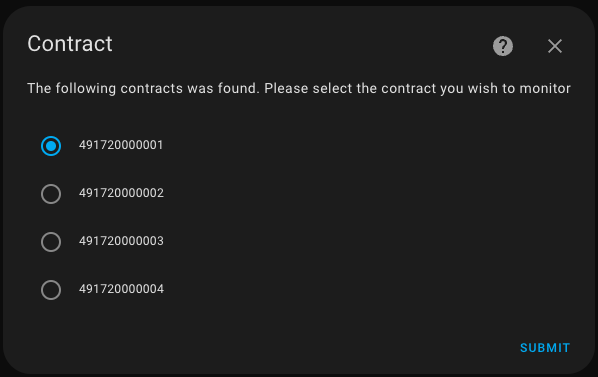 Contract
The following contracts was found. Please select the contract you wish to monitor
491720000001
491720000002
491720000003
491720000004
SUBMIT